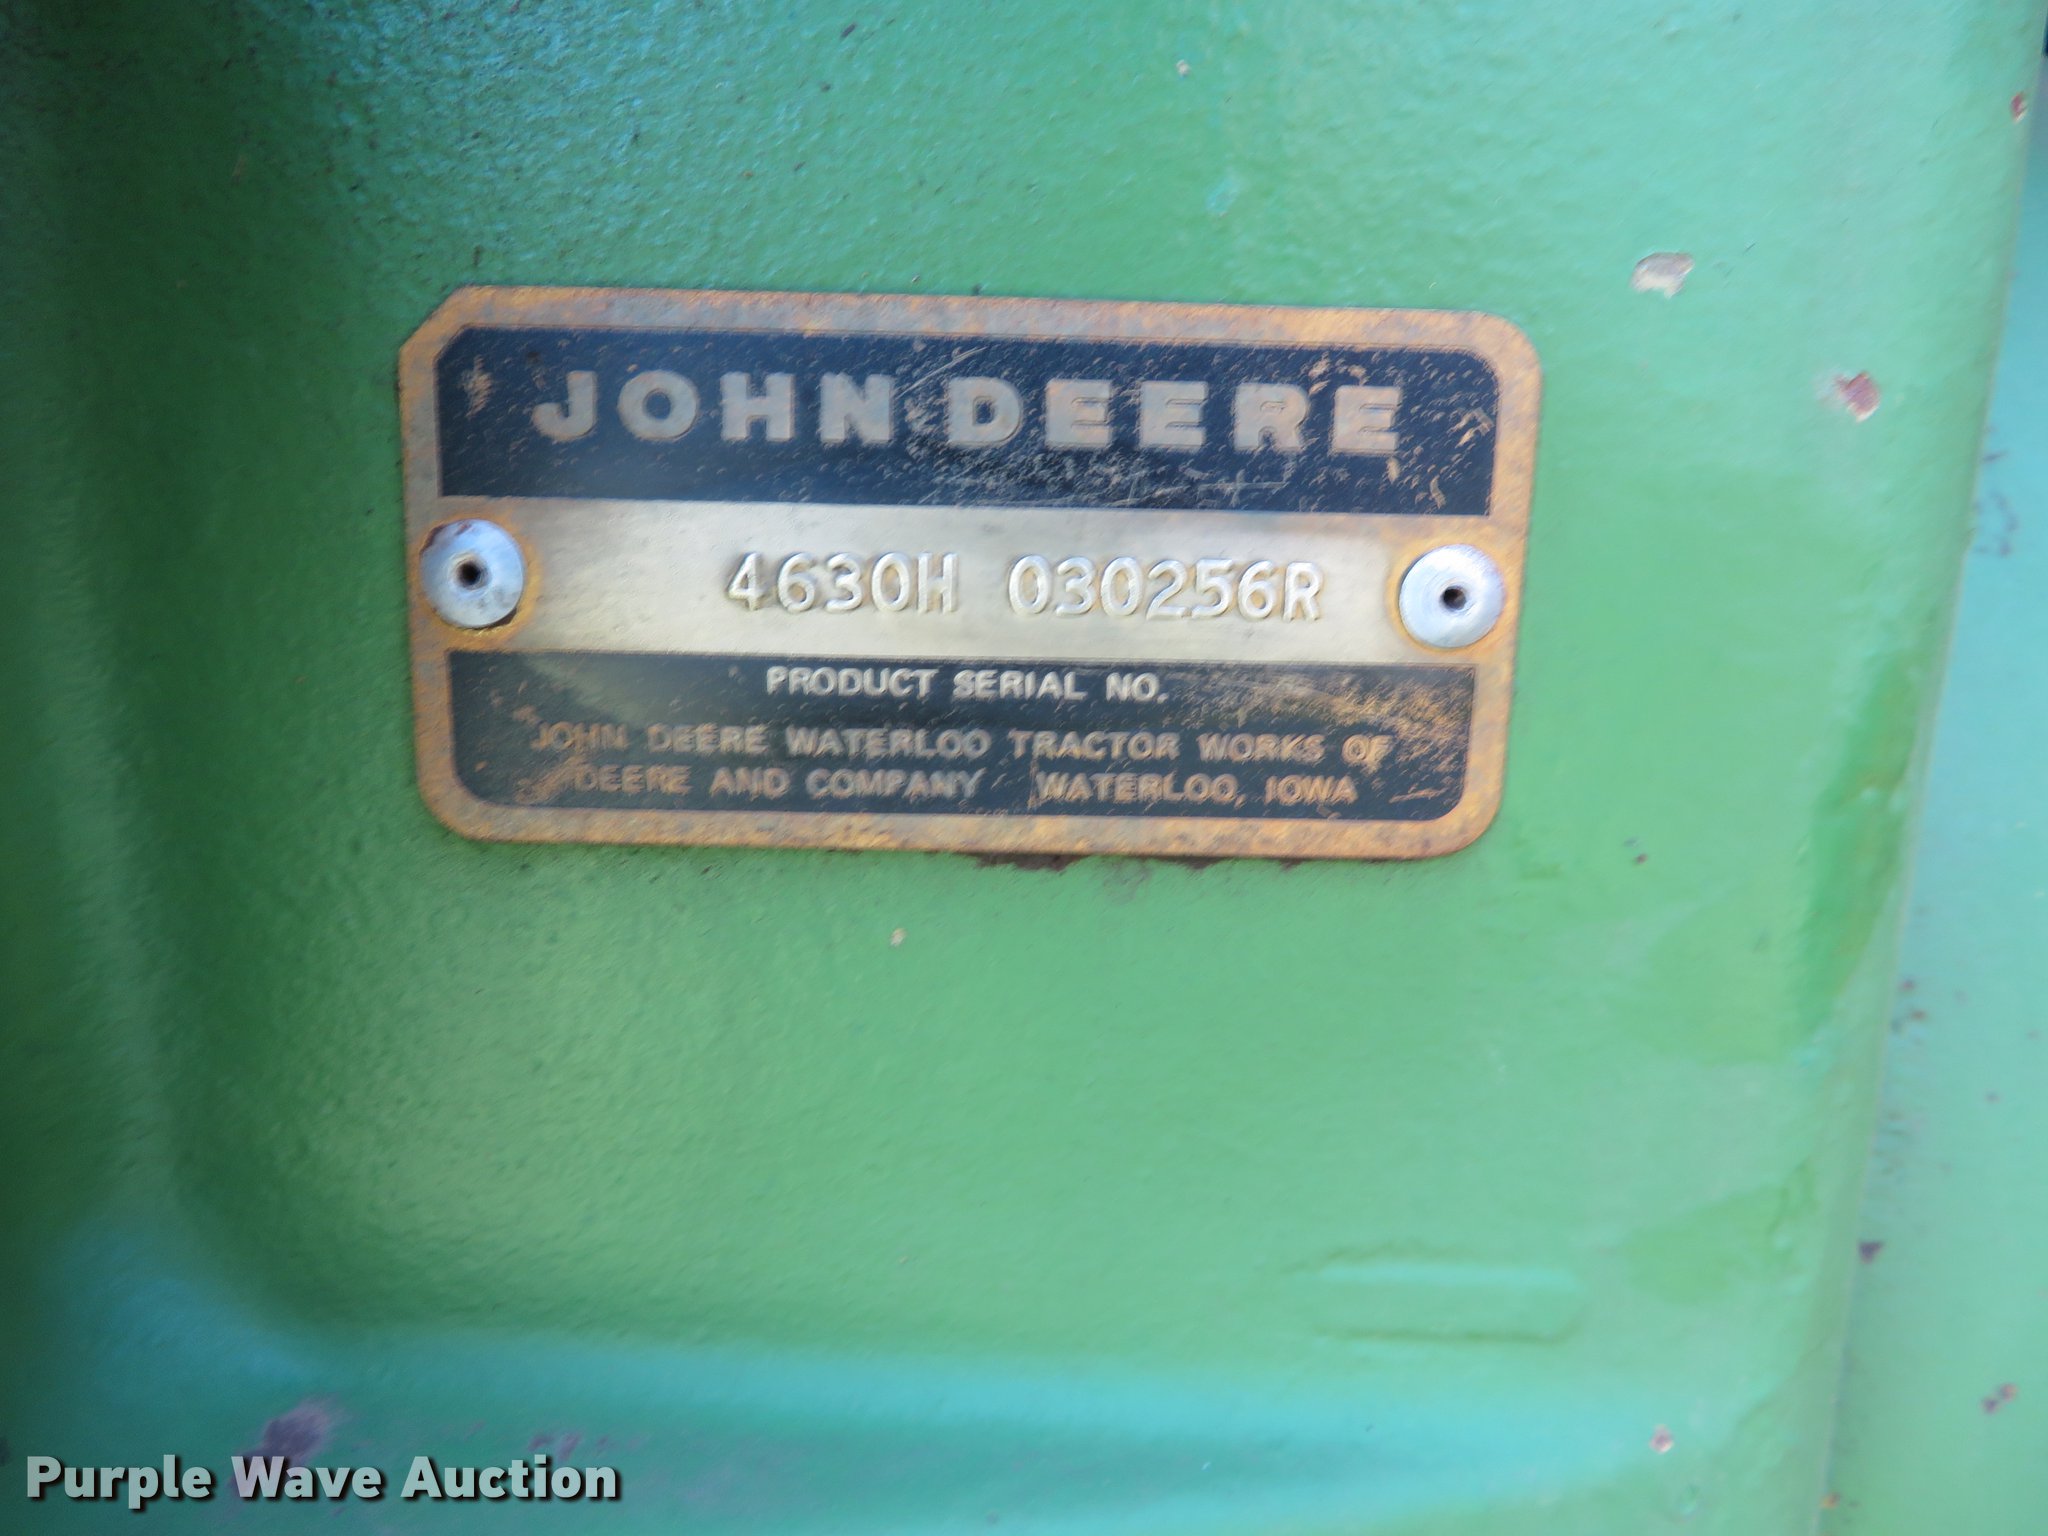 JOHN DEERE
4630H 030256R
PRODUCT SERIAL NO.
JOHN DEERE WATERLOO TRACTOR WORKS OF
DEERE AND COMPANY WATERLOO, IOWA
Purple Wave Auction